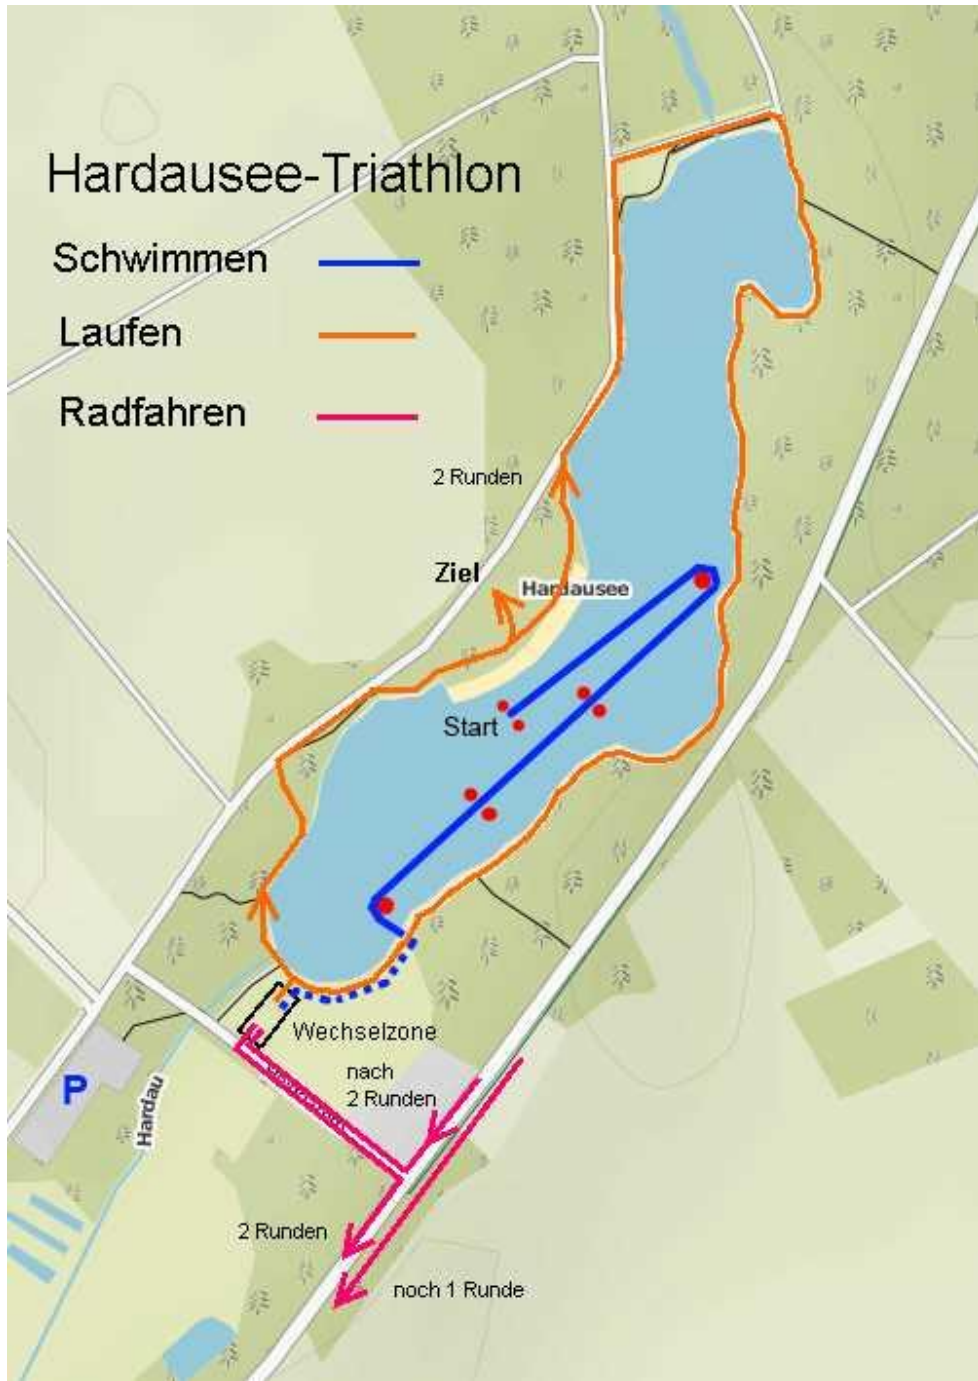 Hardausee-Triathlon
Schwimmen
Laufen
Radfahren
2 Runden
Ziel
Hardausee
Start
Wechselzone
nach
2 Runden
P
Hardau
2 Runden
noch 1 Runde